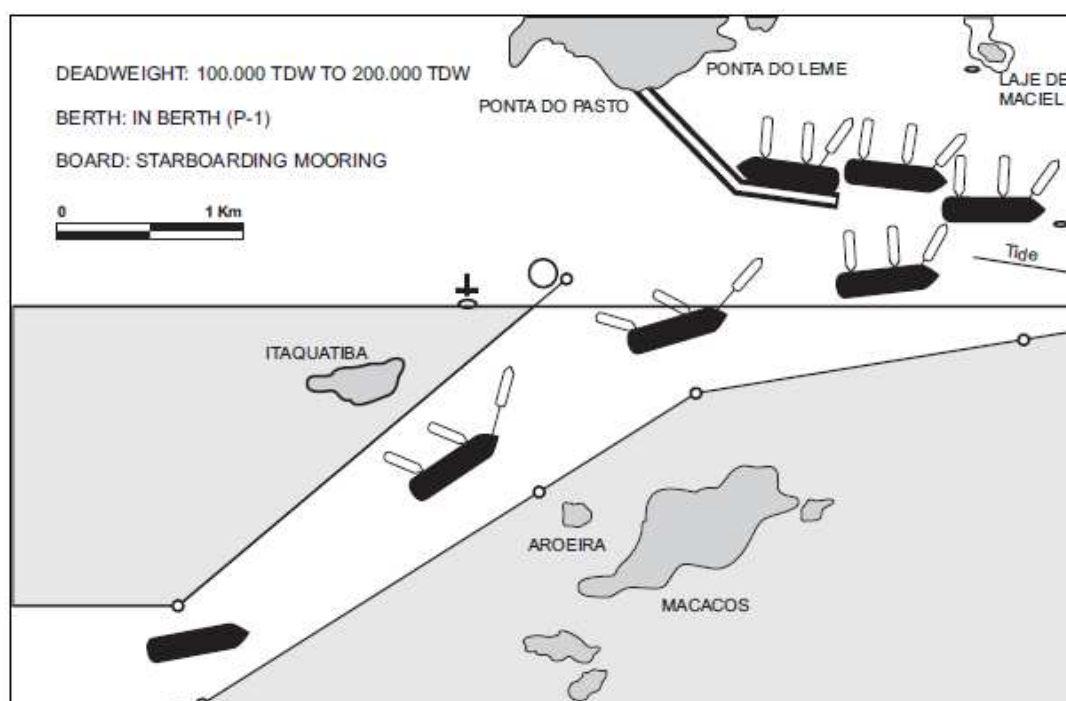 DEADWEIGHT: 100.000 TDW TO 200.000 TDW
BERTH: IN BERTH (P-1)
BOARD: STARBOARDING MOORING
0 1 Km
PONTA DO LEME
PONTA DO PASTO
LAJE DE
MACIEL
Tide
ITAQUATIBA
AROEIRA
MACACOS